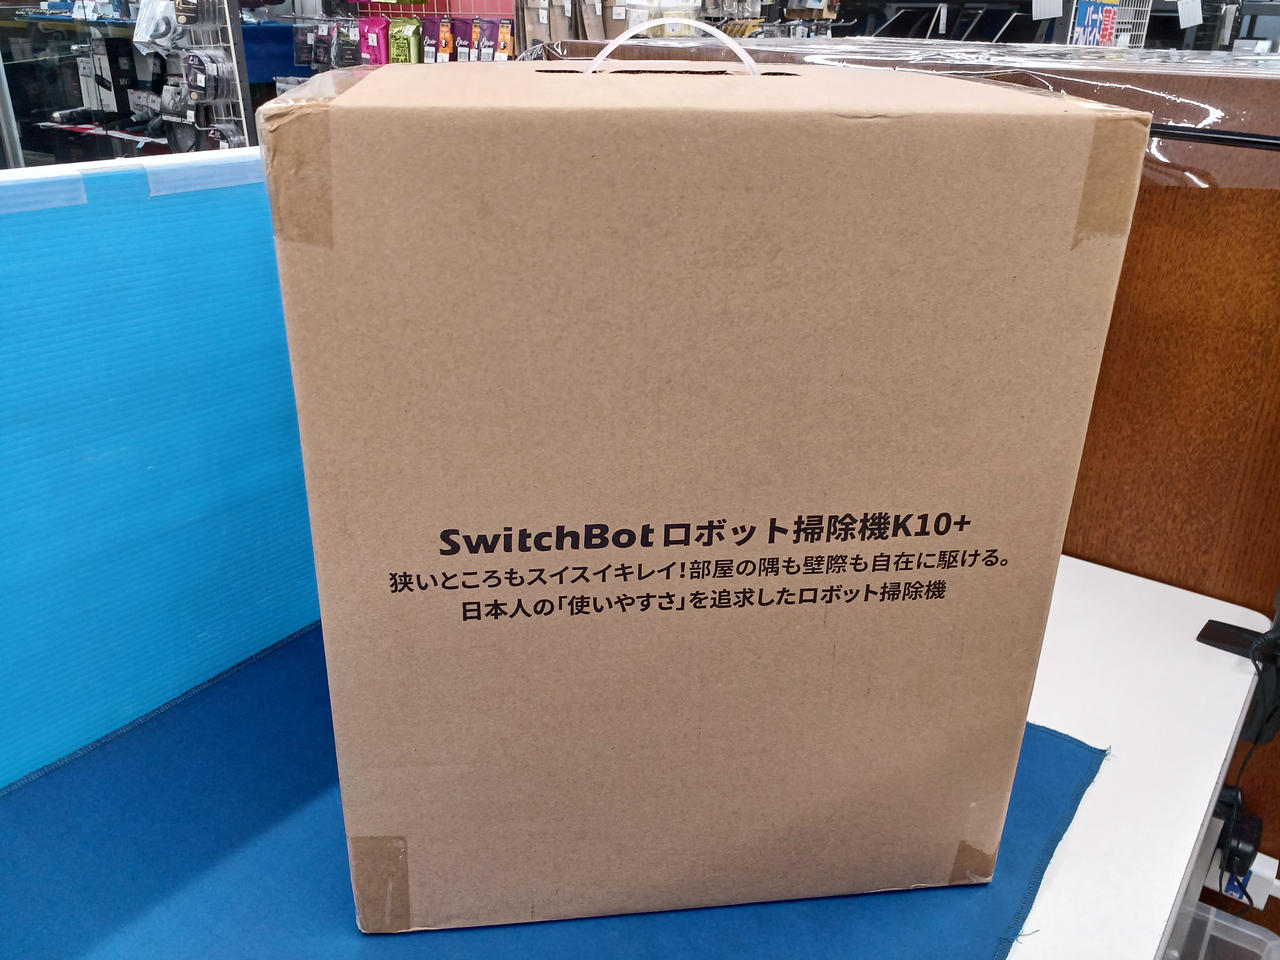 SwitchBotロボット掃除機K10+
狭いところもスイスイキレイ!部屋の隅も壁際も自在に駆ける。
日本人の「使いやすさ」を追求したロボット掃除機